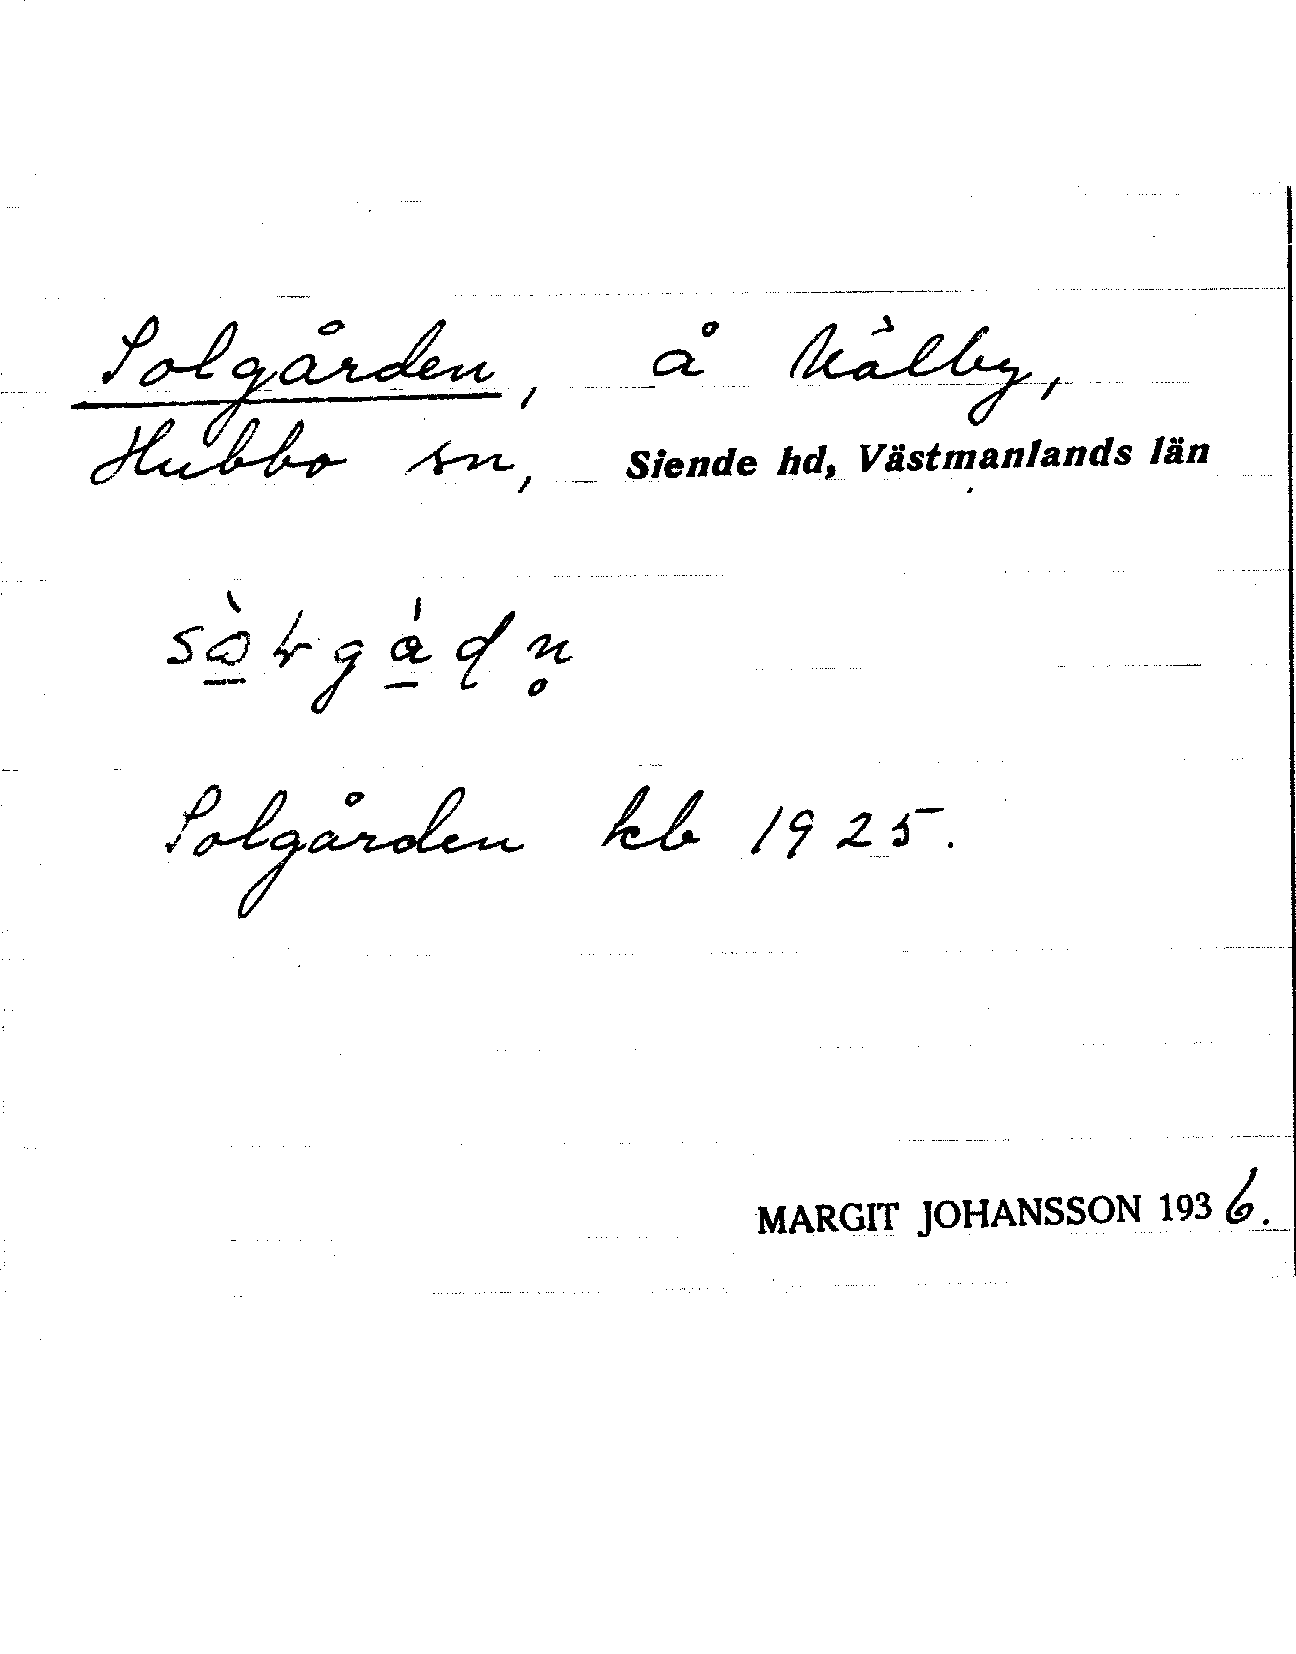 Solgården, å Kålby,
Hubbo sn, Siende hd, Västmanlands län
Solgården kb 1925.
MARGIT JOHANSSON 1936.